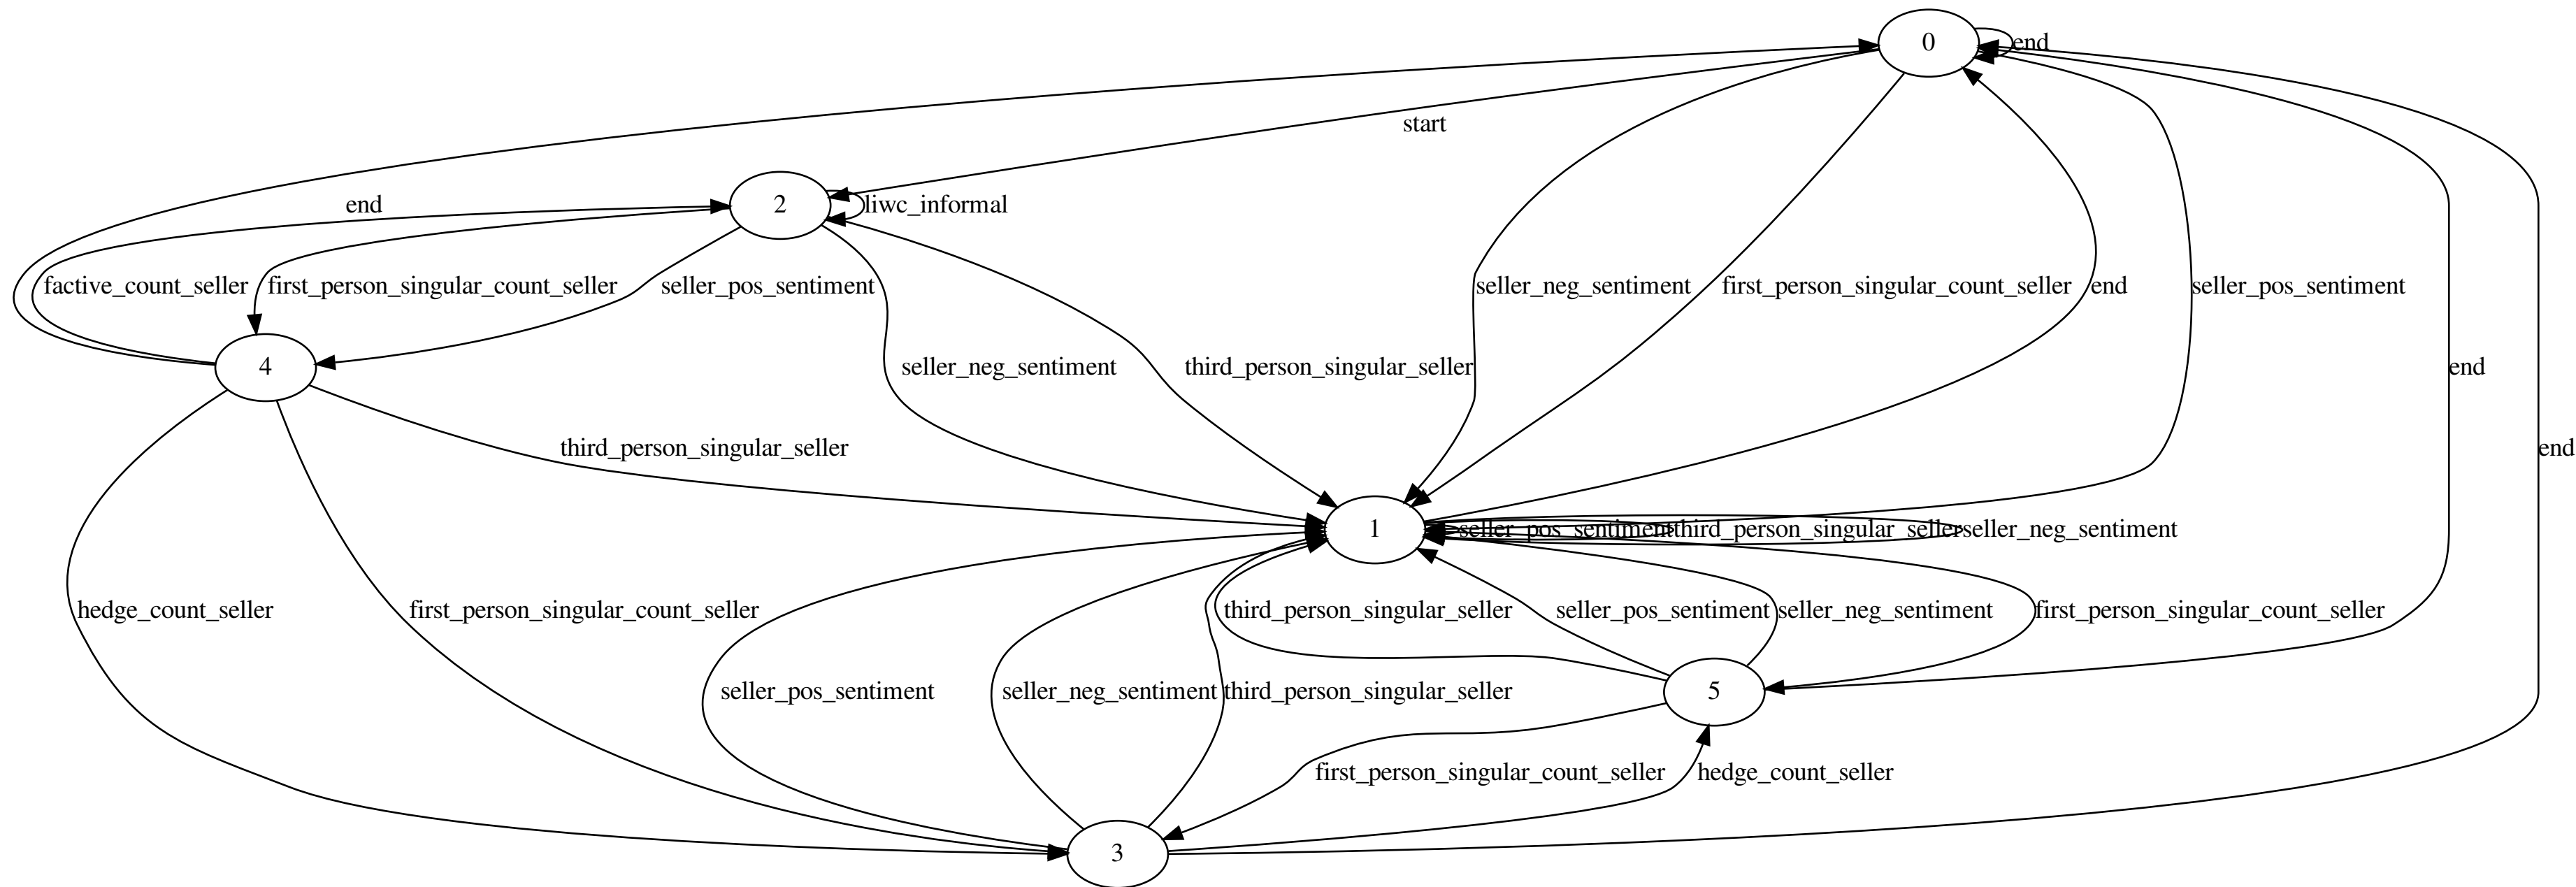 0
end
start
2
liwc_informal
end
factive_count_seller
first_person_singular_count_seller
seller_pos_sentiment
seller_neg_sentiment
first_person_singular_count_seller
end
seller_pos_sentiment
4
seller_neg_sentiment
third_person_singular_seller
end
third_person_singular_seller
end
1
seller_pos_sentiment
third_person_singular_seller
seller_neg_sentiment
hedge_count_seller
first_person_singular_count_seller
third_person_singular_seller
seller_pos_sentiment
seller_neg_sentiment
first_person_singular_count_seller
seller_pos_sentiment
seller_neg_sentiment
third_person_singular_seller
5
first_person_singular_count_seller
hedge_count_seller
3